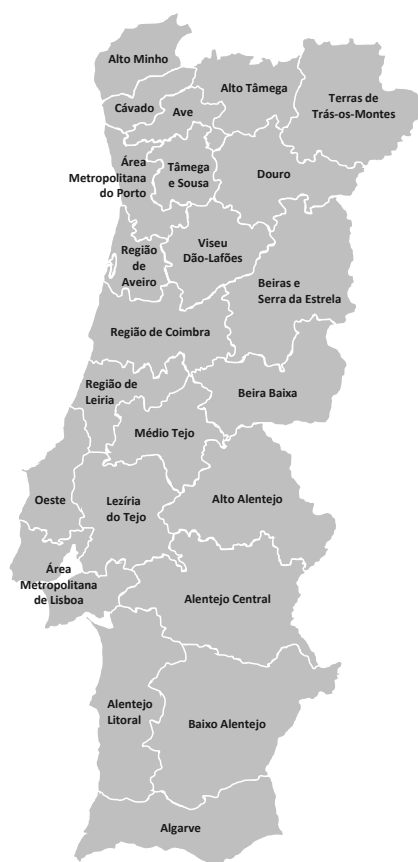 Alto Minho
Alto Tâmega
Terras de
Trás-os-Montes
Cávado
Ave
Área
Metropolitana
do Porto
Tâmega
e Sousa
Douro
Região
de
Aveiro
Viseu
Dão-Lafões
Beiras e
Serra da Estrela
Região de Coimbra
Região de
Leiria
Beira Baixa
Médio Tejo
Oeste
Lezíria
do Tejo
Alto Alentejo
Área
Metropolitana
de Lisboa
Alentejo Central
Alentejo
Litoral
Baixo Alentejo
Algarve